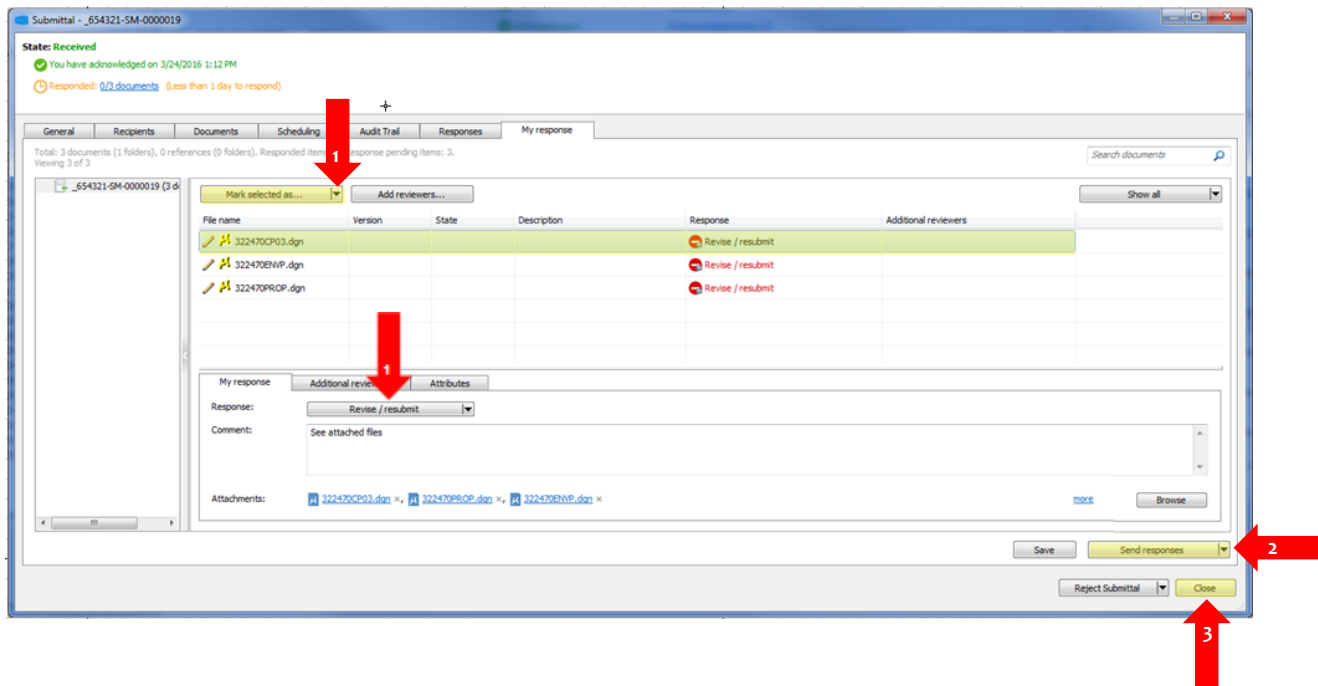 Submittal - _654321-SM-0000019
State: Received
You have acknowledged on 3/24/2016 1:12 PM
Responded: 0/3 documents (Less than 1 day to respond)
General Recipients Documents Scheduling Audit Trail Responses My response
1
Total: 3 documents (1 folders), 0 references (0 folders). Responded items response pending items: 3.
Viewing 3 of 3
Search documents
_654321-SM-0000019 (3 d
Mark selected as... Add reviewers... Show all
File name Version State Description Response Additional reviewers
322470CP03.dgn Revise / resubmit
322470ENVP.dgn Revise / resubmit
322470PROP.dgn Revise / resubmit
1
My response Additional review Attributes
Response: Revise / resubmit
Comment: See attached files
Attachments: 322470CP03.dgn ×, 322470PROP.dgn ×, 322470ENVP.dgn × more Browse
Save Send responses 2
Reject Submittal Close
3